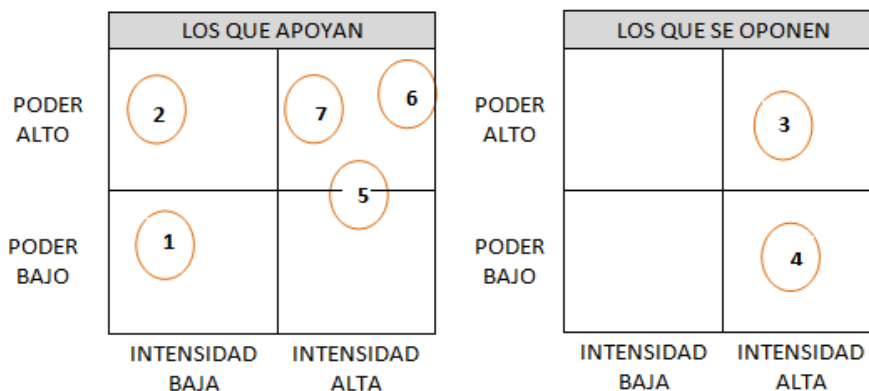 LOS QUE APOYAN
PODER
ALTO
2
7
6
5
PODER
BAJO
1
INTENSIDAD
BAJA
INTENSIDAD
ALTA
LOS QUE SE OPONEN
PODER
ALTO
3
PODER
BAJO
4
INTENSIDAD
BAJA
INTENSIDAD
ALTA